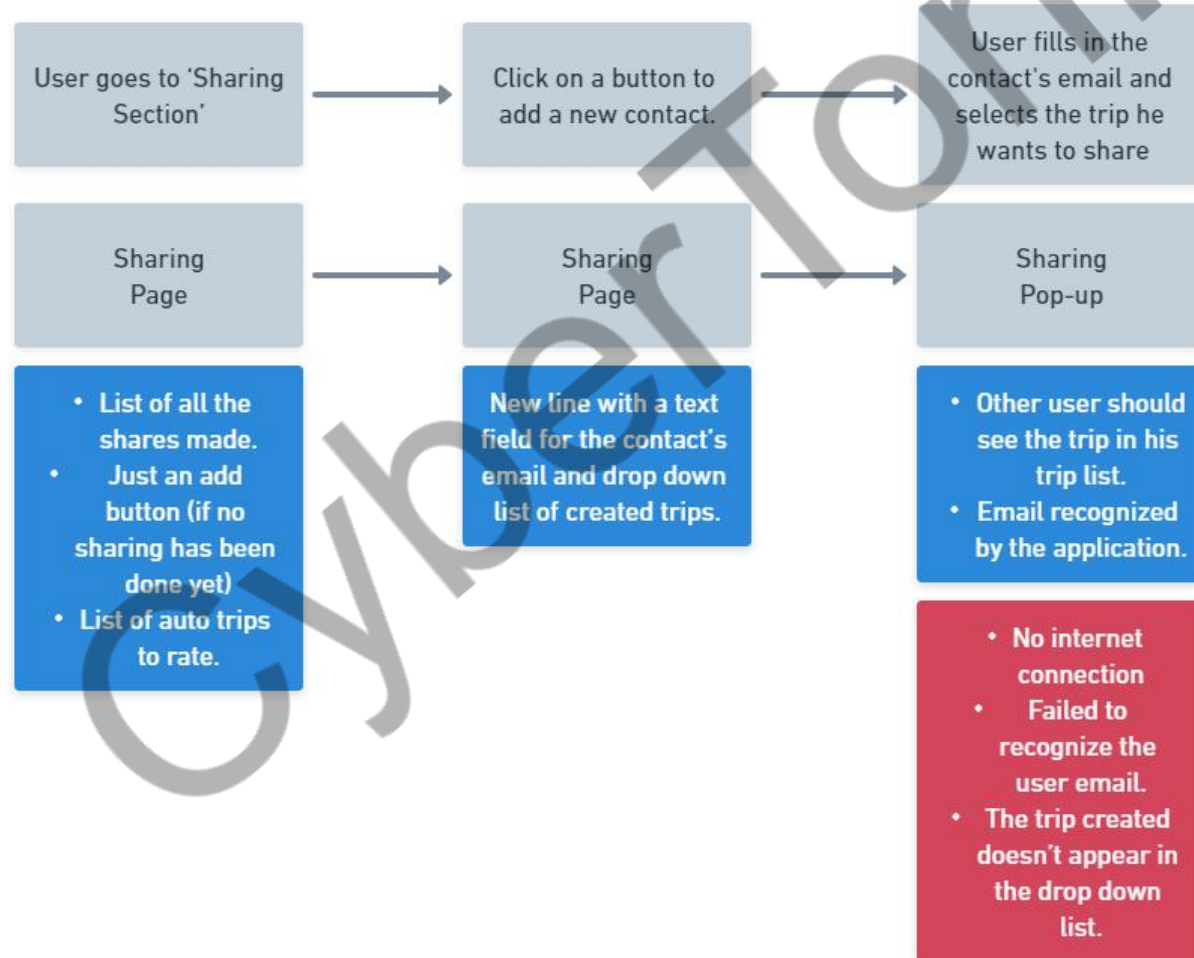 User goes to ‘Sharing
Section’
Click on a button to
add a new contact.
User fills in the
contact's email and
selects the trip he
wants to share
Sharing
Page
Sharing
Page
Sharing
Pop-up
• List of all the
shares made.
• Just an add
button (if no
sharing has been
done yet)
• List of auto trips
to rate.
New line with a text
field for the contact’s
email and drop down
list of created trips.
• Other user should
see the trip in his
trip list.
• Email recognized
by the application.
• No internet
connection
• Failed to
recognize the
user email.
• The trip created
doesn’t appear in
the drop down
list.